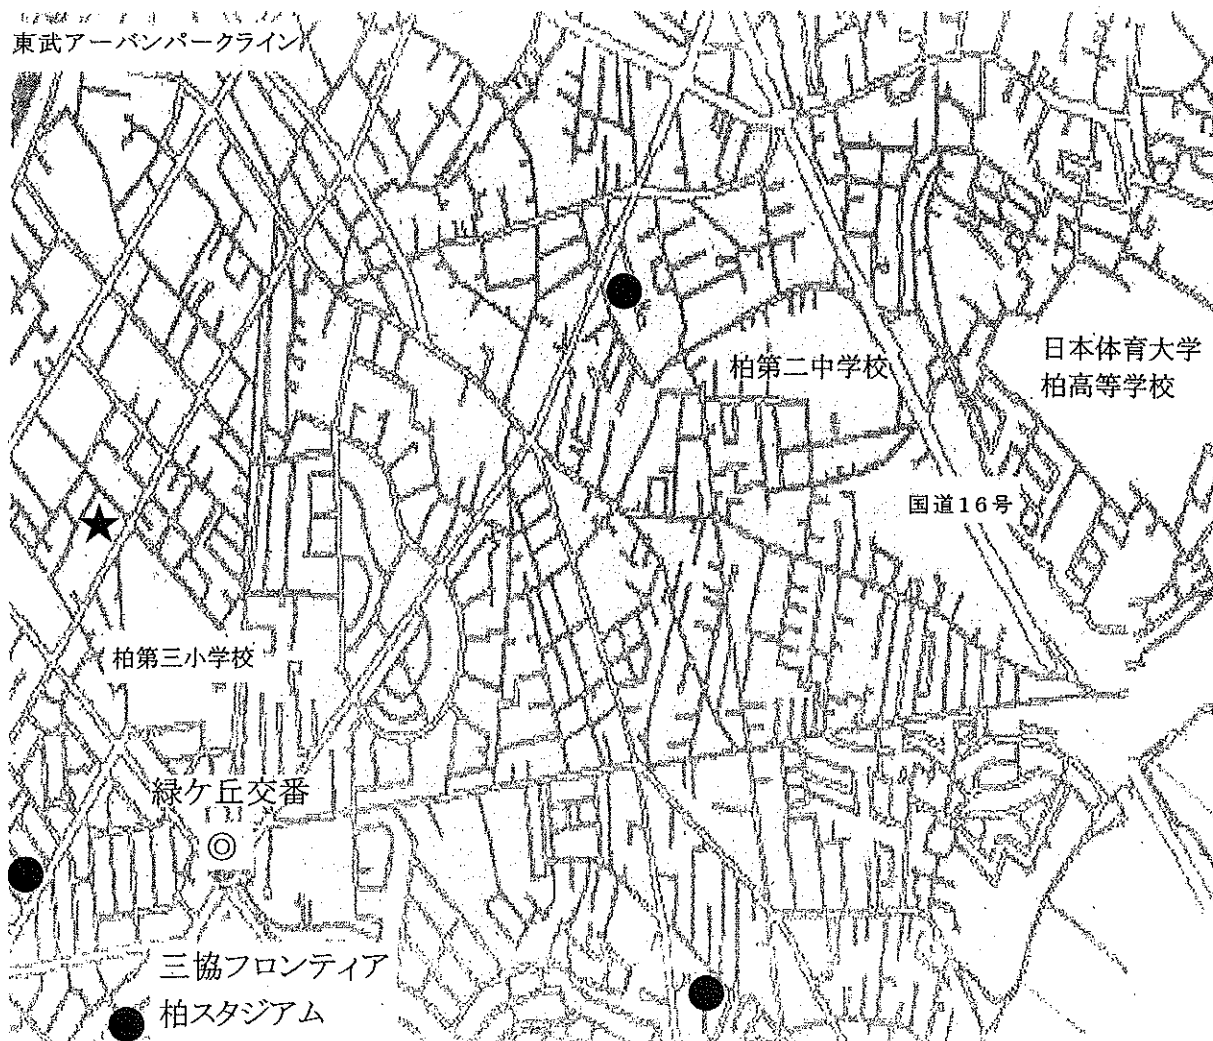 東武アーバンパークライン
日本体育大学
柏高等学校
柏第二中学校
国道16号
柏第三小学校
緑ケ丘交番
三協フロンティア
柏スタジアム